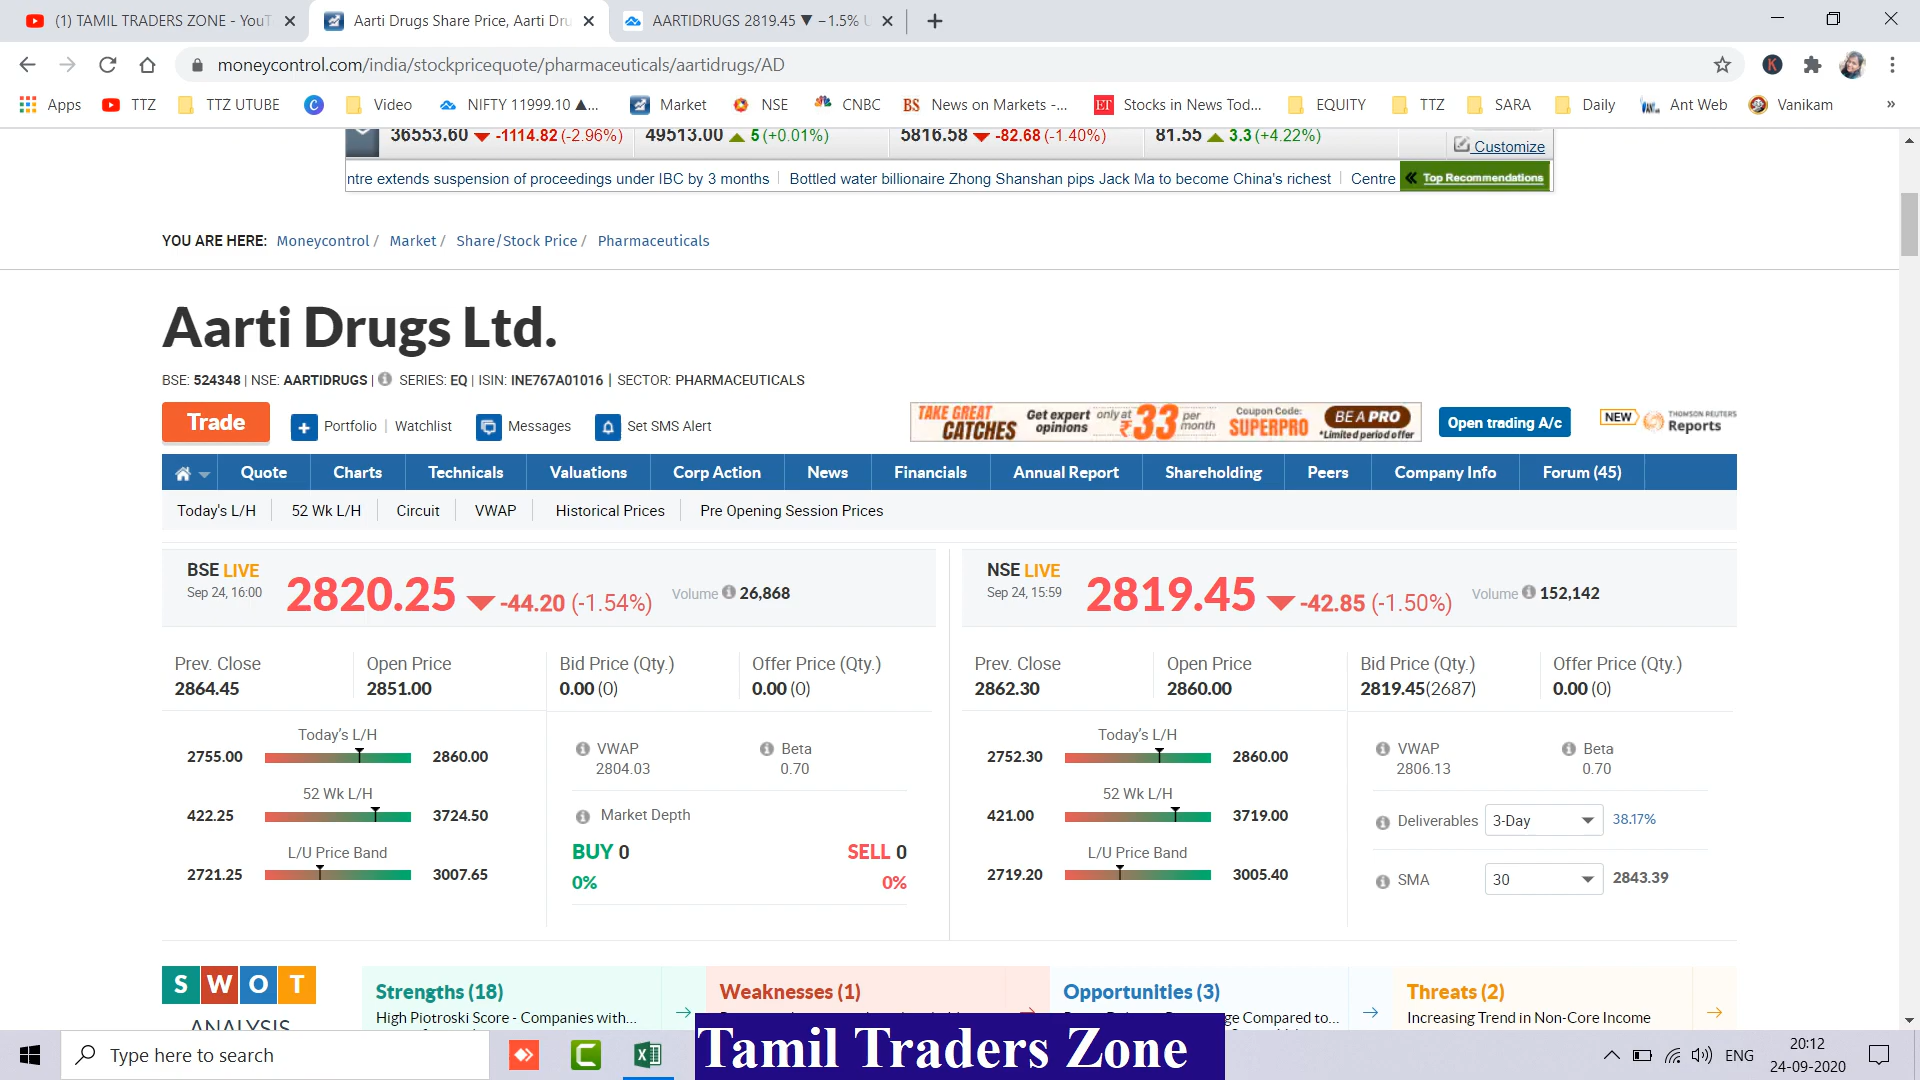 (1) TAMIL TRADERS ZONE - YouT
Aarti Drugs Share Price, Aarti Dru
AARTIDRUGS 2819.45 ▼ −1.5% U
moneycontrol.com/india/stockpricequote/pharmaceuticals/aartidrugs/AD
Apps TTZ TTZ UTUBE Video NIFTY 11999.10 ▲... Market NSE CNBC BS News on Markets -... ET Stocks in News Tod... EQUITY TTZ SARA Daily Ant Web Vanikam »
36553.60 ▼ -1114.82 (-2.96%) 49513.00 ▲ 5 (+0.01%) 5816.58 ▼ -82.68 (-1.40%) 81.55 ▲ 3.3 (+4.22%)
Customize
ntre extends suspension of proceedings under IBC by 3 months | Bottled water billionaire Zhong Shanshan pips Jack Ma to become China's richest | Centre
Top Recommendations
YOU ARE HERE: Moneycontrol / Market / Share/Stock Price / Pharmaceuticals
Aarti Drugs Ltd.
BSE: 524348 | NSE: AARTIDRUGS | SERIES: EQ | ISIN: INE767A01016 | SECTOR: PHARMACEUTICALS
Trade
Portfolio | Watchlist Messages Set SMS Alert
TAKE GREAT CATCHES Get expert opinions only at ₹33 per month Coupon Code: SUPERPRO BE A PRO *Limited period offer
Open trading A/c
NEW THOMSON REUTERS Reports
Quote Charts Technicals Valuations Corp Action News Financials Annual Report Shareholding Peers Company Info Forum (45)
Today's L/H 52 Wk L/H Circuit VWAP Historical Prices Pre Opening Session Prices
BSE LIVE
Sep 24, 16:00
2820.25 ▼ -44.20 (-1.54%)
Volume 26,868
Prev. Close Open Price Bid Price (Qty.) Offer Price (Qty.)
2864.45 2851.00 0.00 (0) 0.00 (0)
Today's L/H
2755.00 2860.00
52 Wk L/H
422.25 3724.50
L/U Price Band
2721.25 3007.65
VWAP Beta
2804.03 0.70
Market Depth
BUY 0 SELL 0
0% 0%
NSE LIVE
Sep 24, 15:59
2819.45 ▼ -42.85 (-1.50%)
Volume 152,142
Prev. Close Open Price Bid Price (Qty.) Offer Price (Qty.)
2862.30 2860.00 2819.45(2687) 0.00 (0)
Today's L/H
2752.30 2860.00
52 Wk L/H
421.00 3719.00
L/U Price Band
2719.20 3005.40
VWAP Beta
2806.13 0.70
Deliverables 3-Day 38.17%
SMA 30 2843.39
SWOT
ANALYSIS
Strengths (18)
High Piotroski Score - Companies with...
Weaknesses (1)
Opportunities (3)
ge Compared to...
Threats (2)
Increasing Trend in Non-Core Income
Type here to search
Tamil Traders Zone
ENG
20:12
24-09-2020